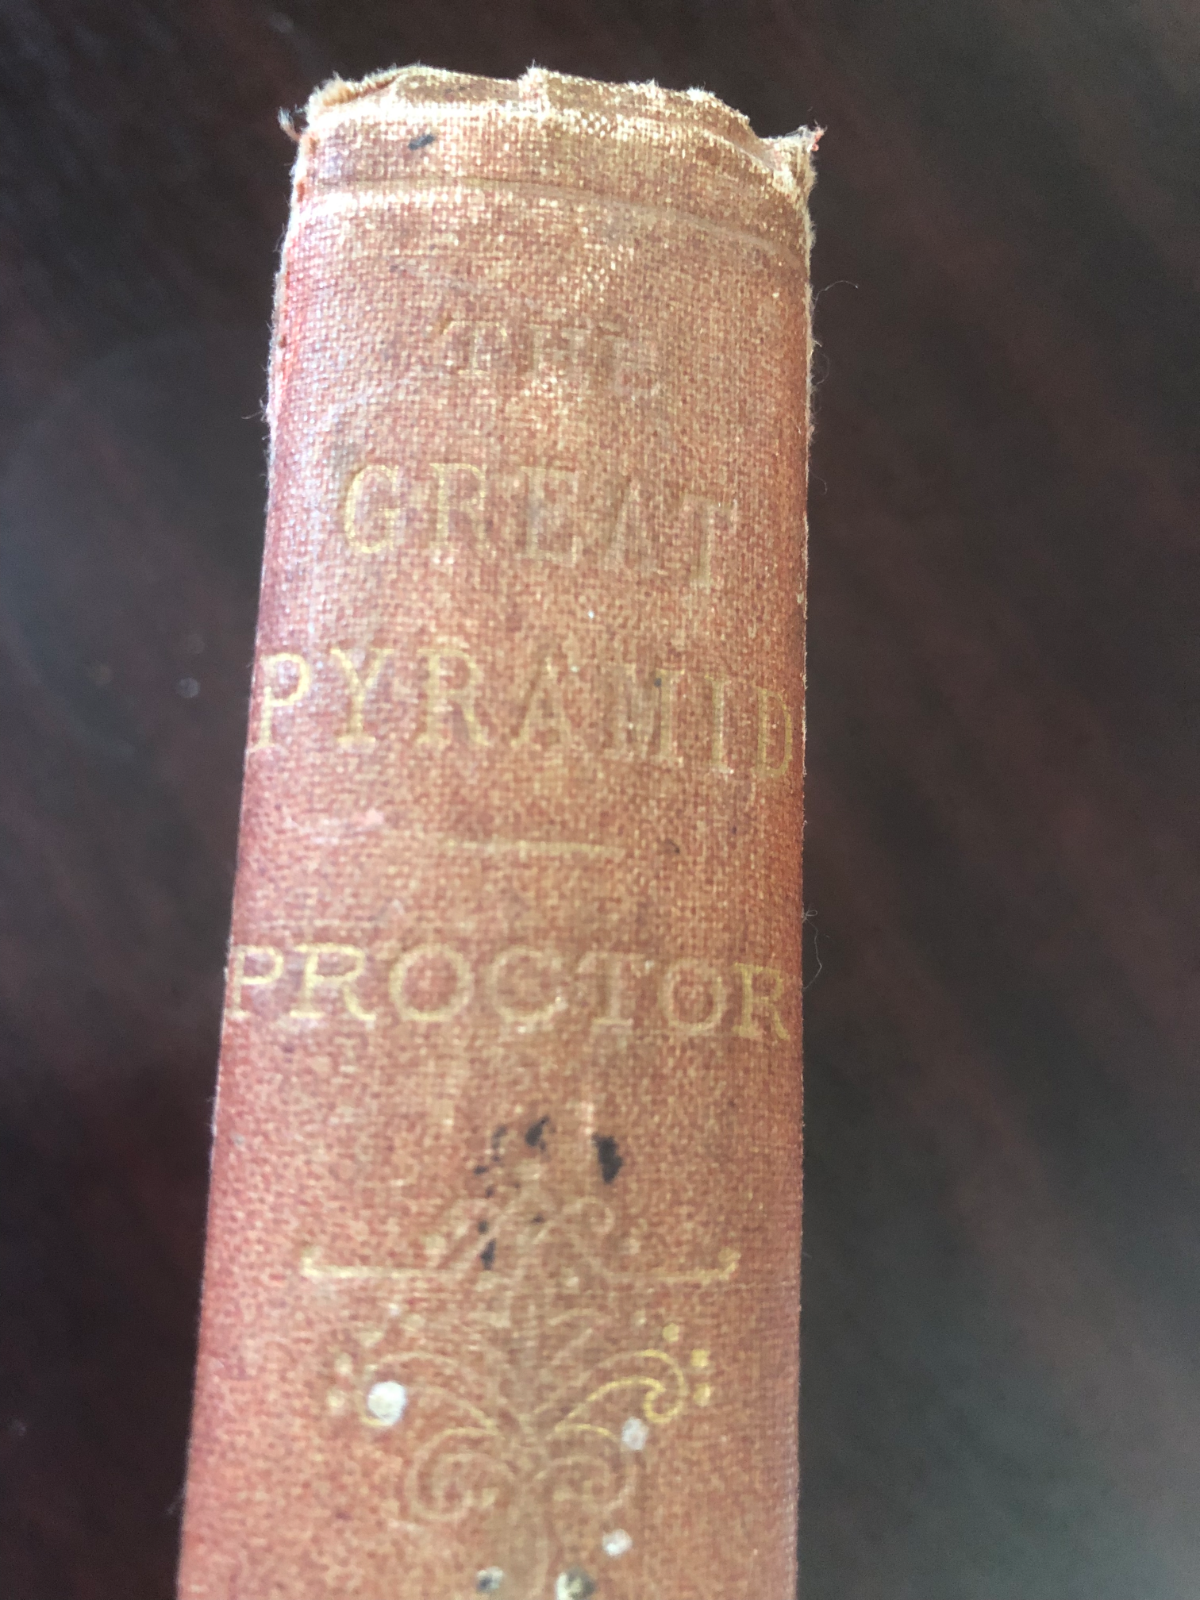 THE
GREAT
PYRAMID
PROCTOR